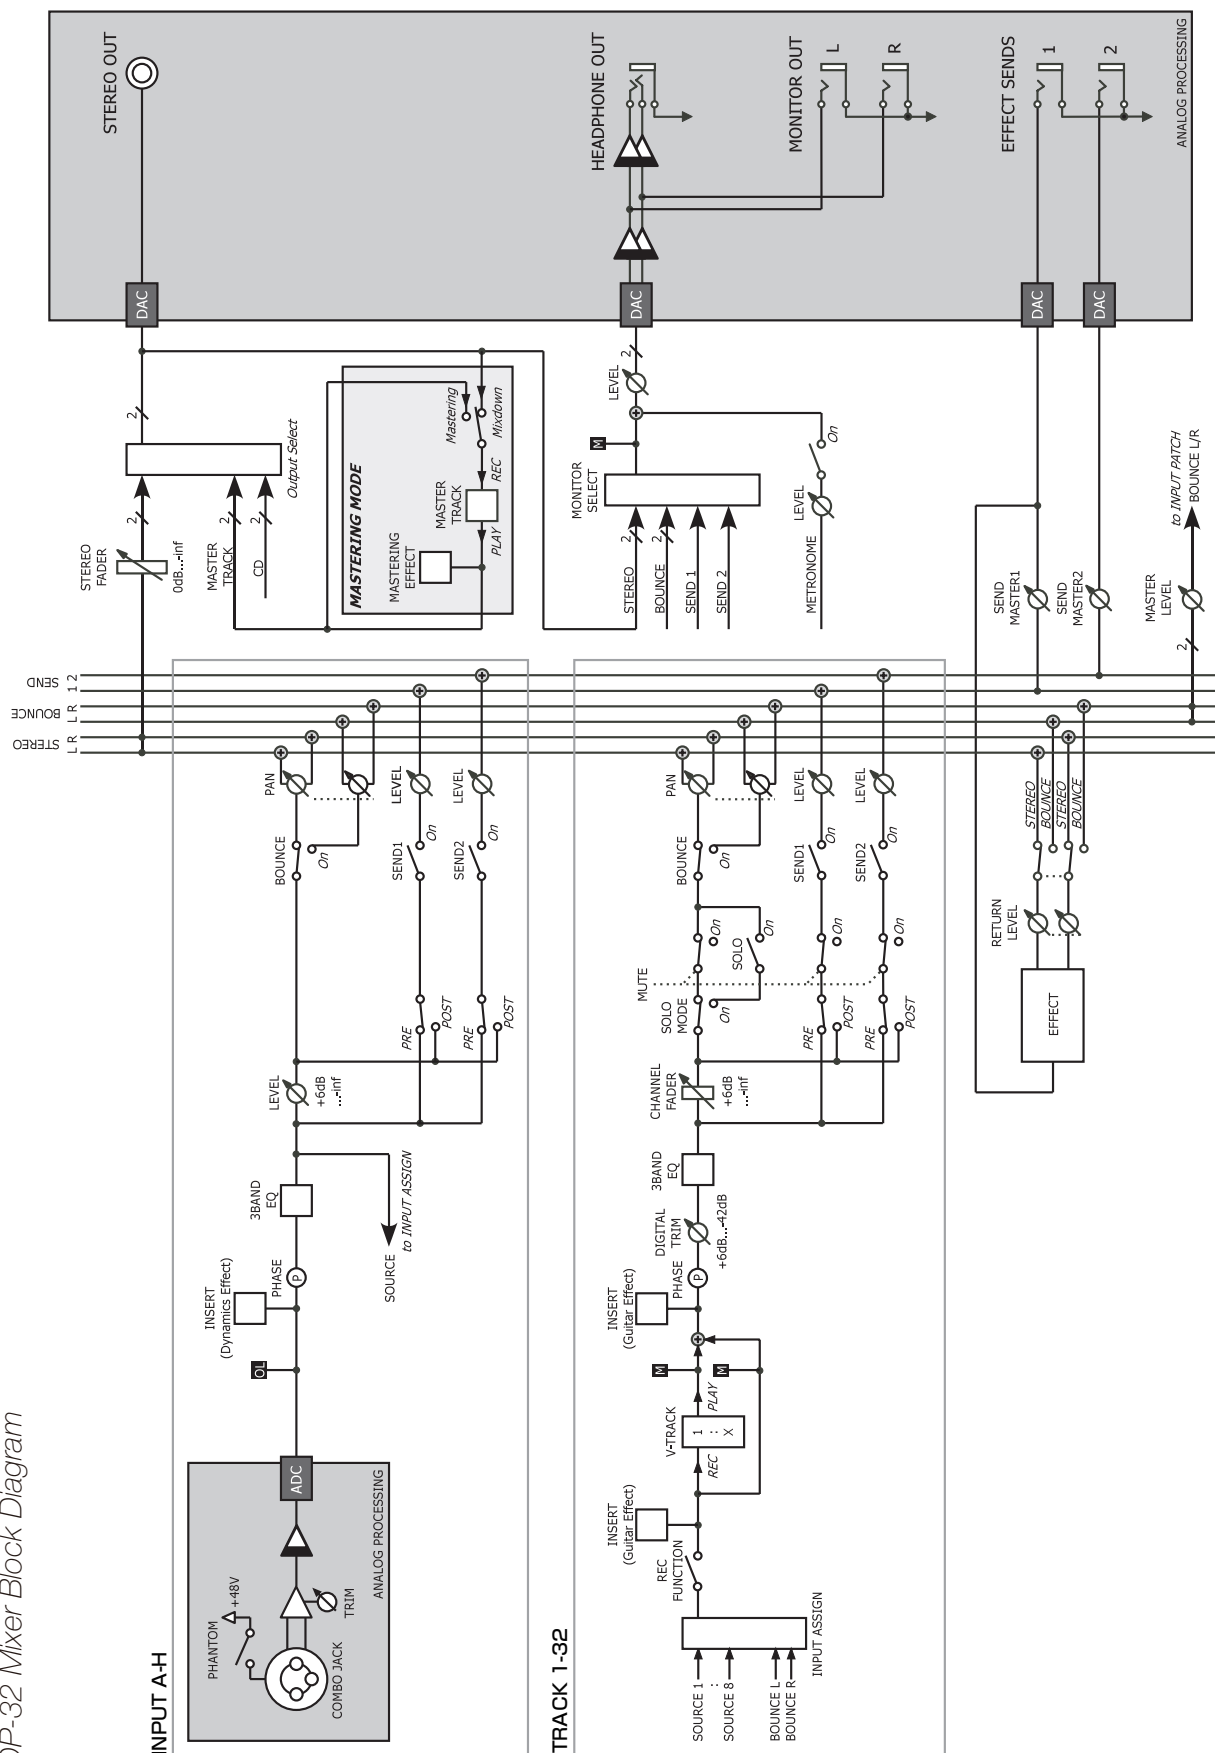 DP-32 Mixer Block Diagram
INPUT A-H
PHANTOM
+48V
COMBO JACK
TRIM
ANALOG PROCESSING
ADC
OL
INSERT
(Dynamics Effect)
PHASE
P
3BAND
EQ
SOURCE
to INPUT ASSIGN
LEVEL
+6dB
...-inf
PRE
POST
PRE
POST
BOUNCE
On
SEND1
On
SEND2
On
PAN
LEVEL
LEVEL
TRACK 1-32
SOURCE 1
:
SOURCE 8
BOUNCE L
BOUNCE R
INPUT ASSIGN
REC
FUNCTION
INSERT
(Guitar Effect)
REC
V-TRACK
1
:
X
PLAY
M
M
INSERT
(Guitar Effect)
PHASE
P
DIGITAL
TRIM
+6dB...-42dB
3BAND
EQ
CHANNEL
FADER
+6dB
...-inf
SOLO
MODE
On
MUTE
On
SOLO
On
PRE
POST
On
PRE
POST
On
BOUNCE
On
SEND1
On
SEND2
On
PAN
LEVEL
LEVEL
EFFECT
RETURN
LEVEL
STEREO
BOUNCE
STEREO
BOUNCE
STEREO
L R
BOUNCE
L R
SEND
1 2
STEREO
FADER
0dB...-inf
2
MASTER
TRACK
2
CD
2
Output Select
2
MASTERING MODE
MASTERING
EFFECT
MASTER
TRACK
PLAY
REC
Mastering
Mixdown
STEREO
2
BOUNCE
2
SEND 1
SEND 2
MONITOR
SELECT
M
METRONOME
LEVEL
On
LEVEL
2
SEND
MASTER1
SEND
MASTER2
MASTER
LEVEL
2
to INPUT PATCH
BOUNCE L/R
DAC
DAC
DAC
DAC
STEREO OUT
HEADPHONE OUT
MONITOR OUT
L
R
EFFECT SENDS
1
2
ANALOG PROCESSING